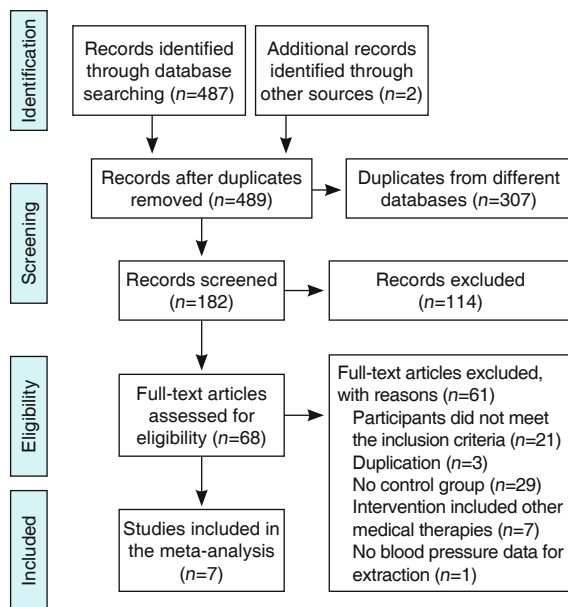 Identification
Records identified
through database
searching (n=487)
Additional records
identified through
other sources (n=2)
Screening
Records after duplicates
removed (n=489)
Duplicates from different
databases (n=307)
Records screened
(n=182)
Records excluded
(n=114)
Eligibility
Full-text articles
assessed for
eligibility (n=68)
Full-text articles excluded,
with reasons (n=61)
Participants did not meet
the inclusion criteria (n=21)
Duplication (n=3)
No control group (n=29)
Intervention included other
medical therapies (n=7)
No blood pressure data for
extraction (n=1)
Included
Studies included in
the meta-analysis
(n=7)